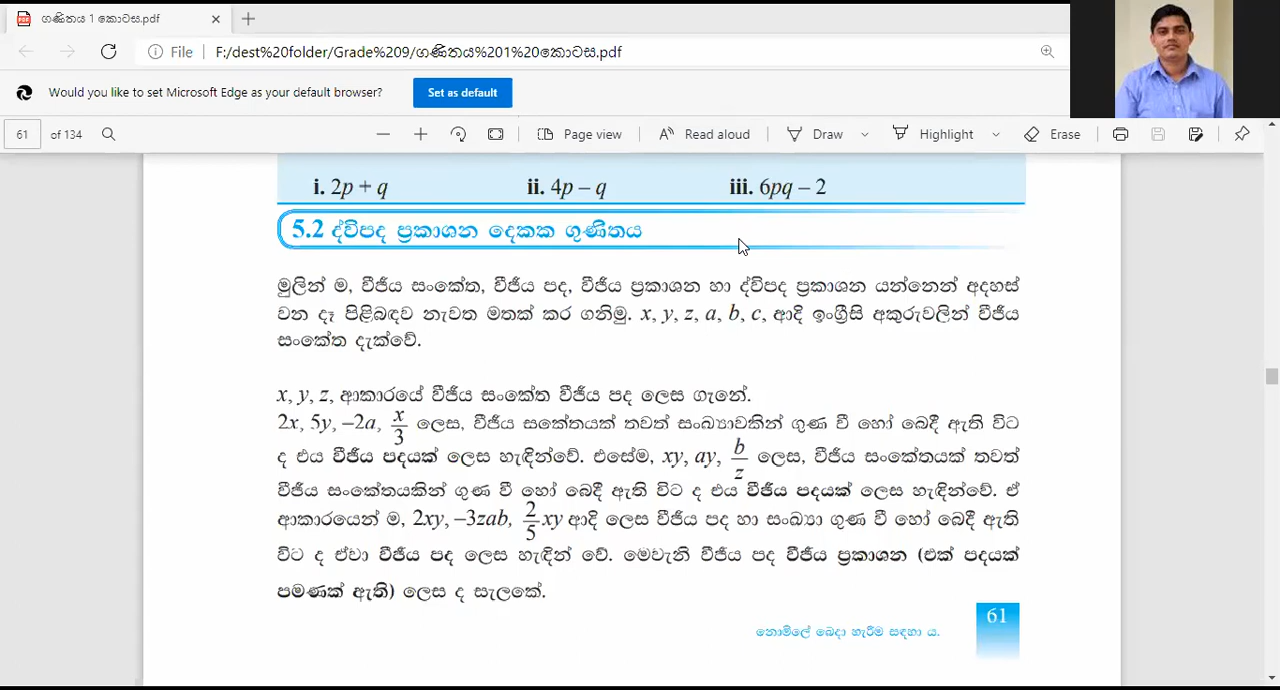 ගණිතය 1 කොටස.pdf
File F:/dest%20folder/Grade%209/ගණිතය%201%20කොටස.pdf
Would you like to set Microsoft Edge as your default browser? Set as default
61 of 134 Page view Read aloud Draw Highlight Erase
i. 2p + q ii. 4p – q iii. 6pq – 2
5.2 ද්විපද ප්‍රකාශන දෙකක ගුණිතය
මුලින් ම, වීජීය සංකේත, වීජීය පද, වීජීය ප්‍රකාශන හා ද්විපද ප්‍රකාශන යන්නෙන් අදහස්
වන දෑ පිළිබඳව නැවත මතක් කර ගනිමු. x, y, z, a, b, c, ආදි ඉංග්‍රීසි අකුරුවලින් වීජීය
සංකේත දැක්වේ.
x, y, z, ආකාරයේ වීජීය සංකේත වීජීය පද ලෙස ගැනේ.
2x, 5y, –2a, x/3 ලෙස, වීජීය සකේතයක් තවත් සංඛ්‍යාවකින් ගුණ වී හෝ බෙදී ඇති විට
ද එය වීජීය පදයක් ලෙස හැඳින්වේ. එසේම, xy, ay, b/z ලෙස, වීජීය සංකේතයක් තවත්
වීජීය සංකේතයකින් ගුණ වී හෝ බෙදී ඇති විට ද එය වීජීය පදයක් ලෙස හැඳින්වේ. ඒ
ආකාරයෙන් ම, 2xy, –3zab, 2/5 xy ආදි ලෙස වීජීය පද හා සංඛ්‍යා ගුණ වී හෝ බෙදී ඇති
විට ද ඒවා වීජීය පද ලෙස හැඳින් වේ. මෙවැනි වීජීය පද වීජීය ප්‍රකාශන (එක් පදයක්
පමණක් ඇති) ලෙස ද සැලකේ.
61
නොමිලේ බෙදා හැරීම සඳහා ය.